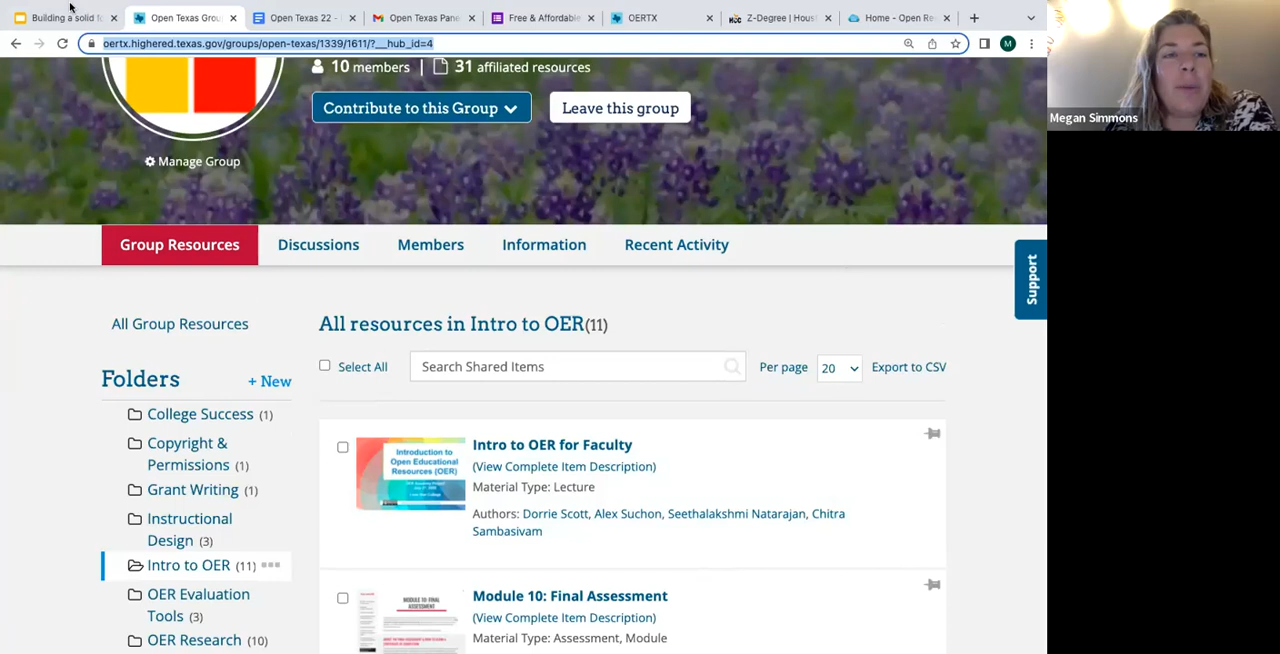 Building a solid fo
Open Texas Grou
Open Texas 22 -
Open Texas Pane
Free & Affordable
OERTX
Z-Degree | Hous
Home - Open Re
oertx.highered.texas.gov/groups/open-texas/1339/1611/?__hub_id=4
M
10 members | 31 affiliated resources
Contribute to this Group
Leave this group
Manage Group
Megan Simmons
Group Resources
Discussions
Members
Information
Recent Activity
Support
All Group Resources
Folders
+ New
College Success (1)
Copyright &
Permissions (1)
Grant Writing (1)
Instructional
Design (3)
Intro to OER (11)
OER Evaluation
Tools (3)
OER Research (10)
All resources in Intro to OER(11)
Select All
Search Shared Items
Per page
20
Export to CSV
Introduction to
Open Educational
Resources (OER)
Intro to OER for Faculty
(View Complete Item Description)
Material Type: Lecture
Authors: Dorrie Scott, Alex Suchon, Seethalakshmi Natarajan, Chitra
Sambasivam
MODULE 10: FINAL
ASSESSMENT
Module 10: Final Assessment
(View Complete Item Description)
Material Type: Assessment, Module